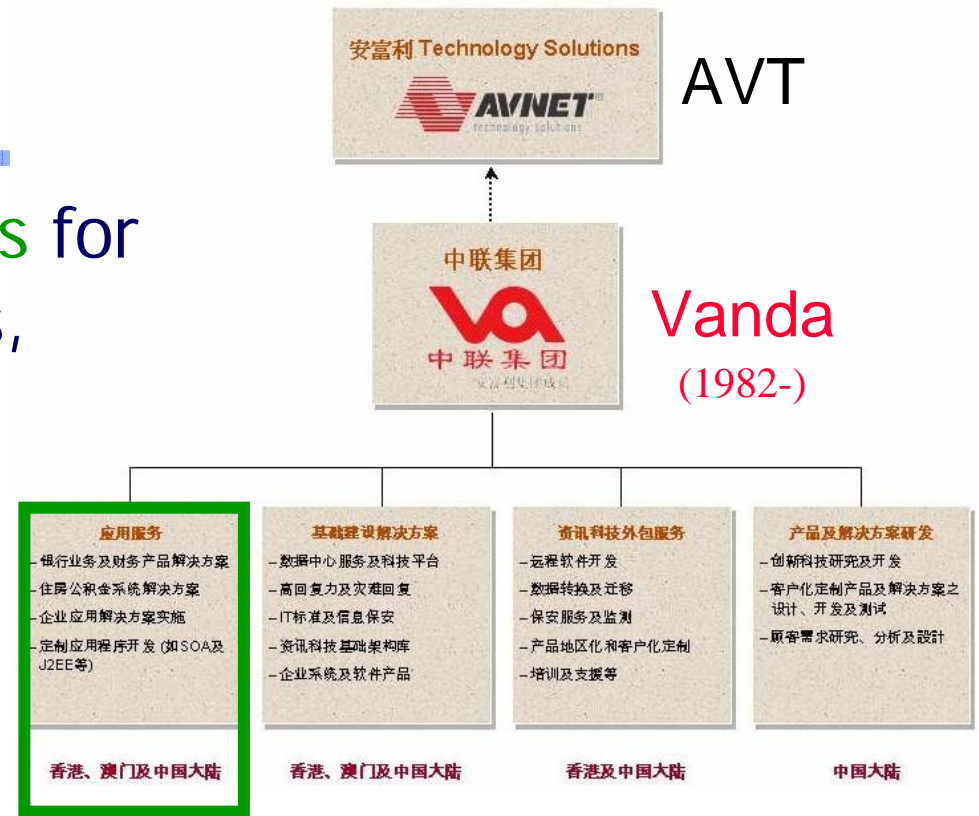 安富利 Technology Solutions
AVNET
technology solutions
AVT
s for
s,
中联集团
VA
中联集团
安富利集团成员
Vanda
(1982-)
应用服务
–银行业务及财务产品解决方案
–住房公积金系统解决方案
–企业应用解决方案实施
–定制应用程序开发 (如SOA及
J2EE等)
香港、澳门及中国大陆
基础建设解决方案
–数据中心服务及科技平台
–高回复力及灾难回复
–IT标准及信息保安
–资讯科技基础架构库
–企业系统及软件产品
香港、澳门及中国大陆
资讯科技外包服务
–远程软件开发
–数据转换及迁移
–保安服务及监测
–产品地区化和客户化定制
–培训及支援等
香港及中国大陆
产品及解决方案研发
–创新科技研究及开发
–客户化定制产品及解决方案之
设计、开发及测试
–顾客需求研究、分析及設計
中国大陆